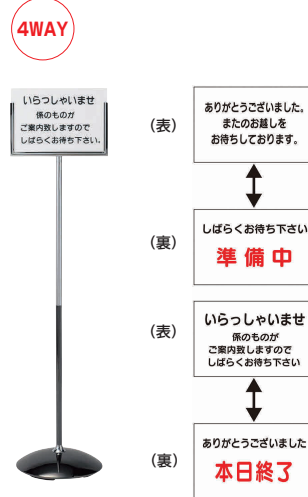 4WAY
いらっしゃいませ
係のものが
ご案内致しますので
しばらくお待ち下さい。
(表)
ありがとうございました。
またのお越しを
お待ちしております。
(裏)
しばらくお待ち下さい
準備中
(表)
いらっしゃいませ
係のものが
ご案内致しますので
しばらくお待ち下さい
(裏)
ありがとうございました
本日終了